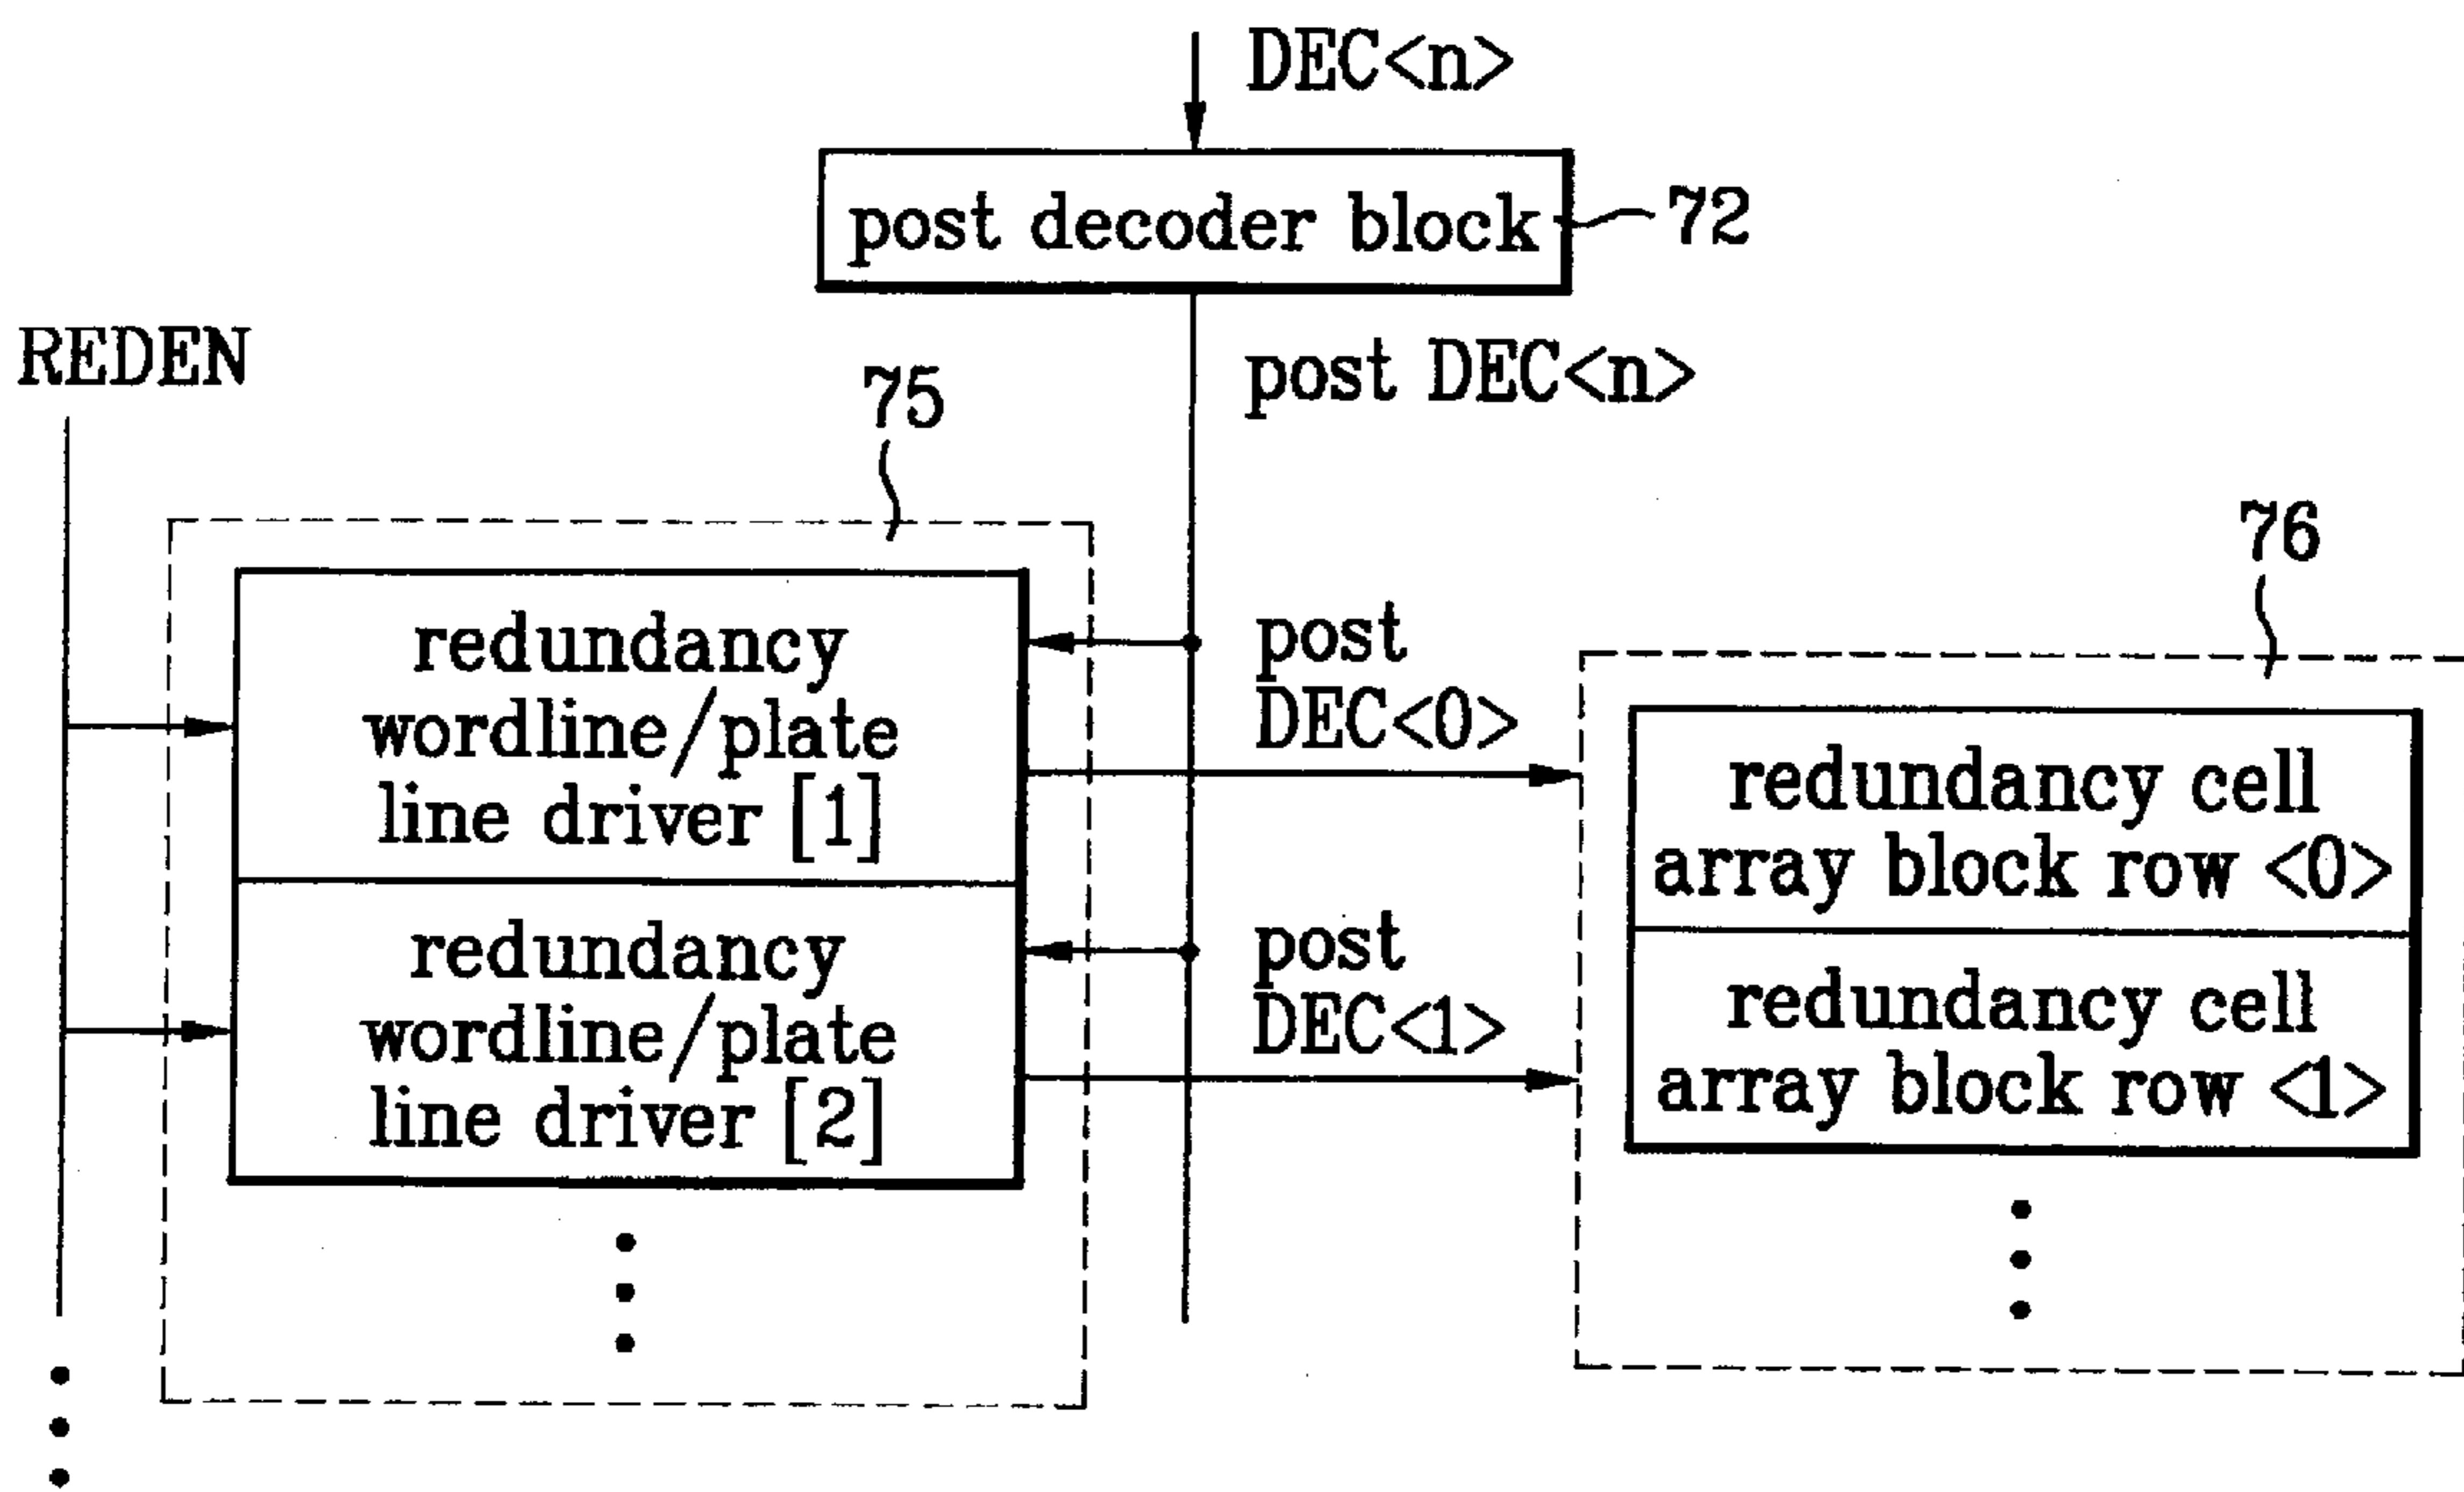 DEC<n>
post decoder block
72
REDEN
post DEC<n>
75
76
redundancy
wordline/plate
line driver [1]
post
DEC<0>
redundancy cell
array block row <0>
redundancy
wordline/plate
line driver [2]
post
DEC<1>
redundancy cell
array block row <1>